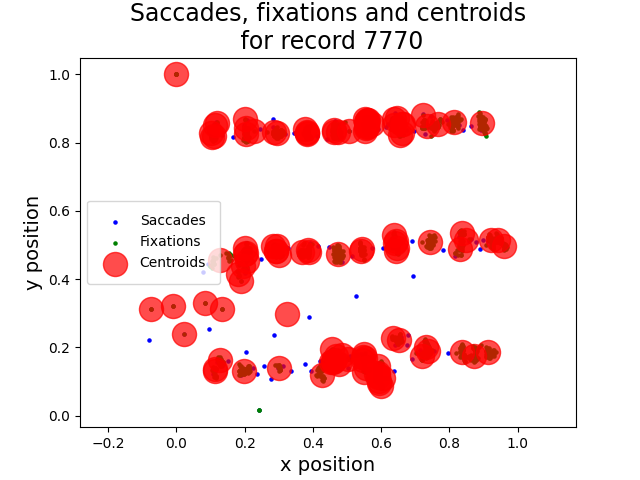 Saccades, fixations and centroids
for record 7770
1.0
0.8
0.6
0.4
0.2
0.0
y position
Saccades
Fixations
Centroids
−0.2
0.0
0.2
0.4
0.6
0.8
1.0
x position